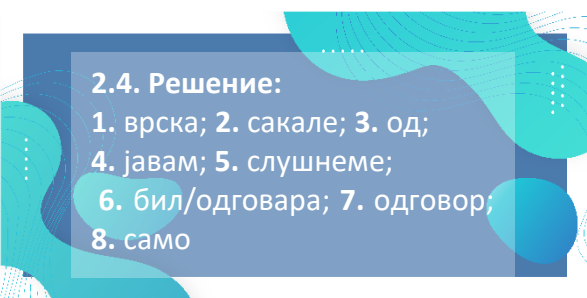 2.4. Решение:
1. врска; 2. сакале; 3. од;
4. јавам; 5. слушнеме;
6. бил/одговара; 7. одговор;
8. само